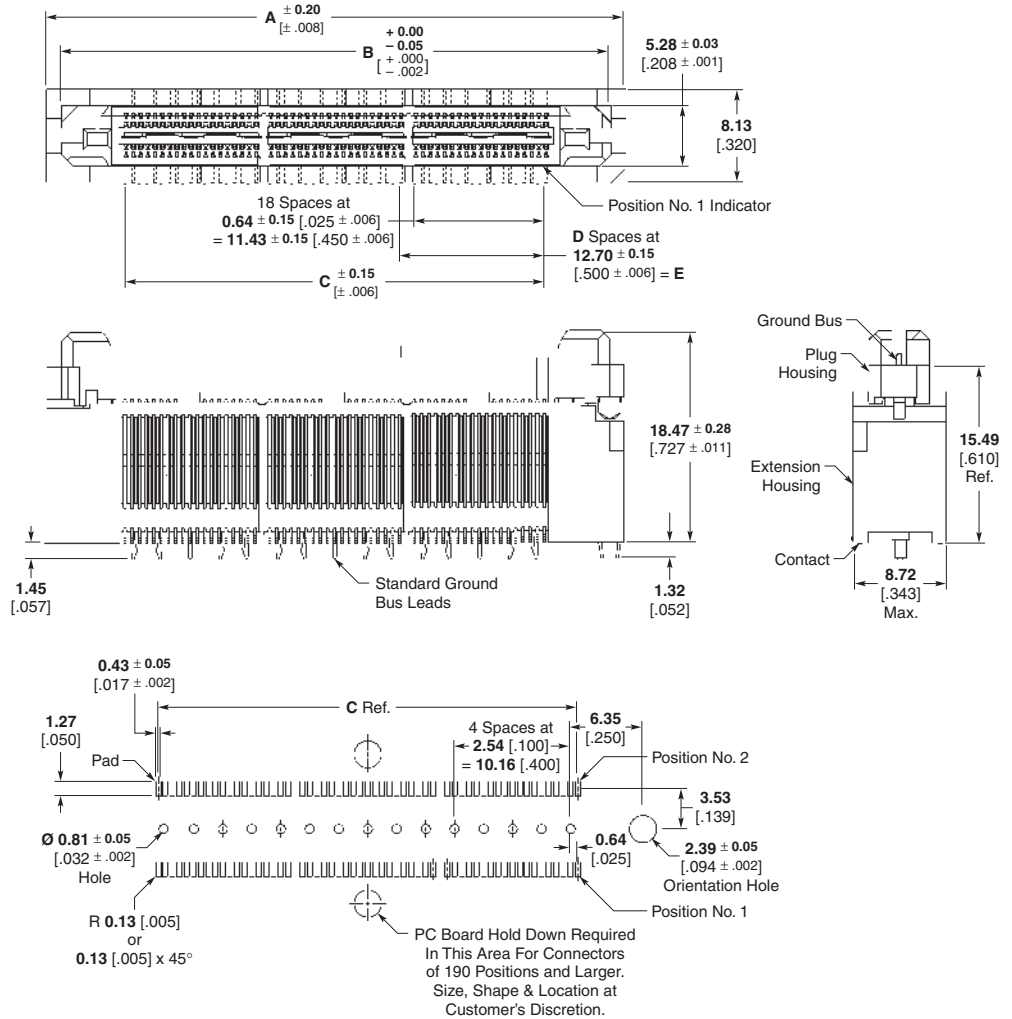 A ± 0.20
[± .008]
B + 0.00
− 0.05
[+ .000
− .002]
5.28 ± 0.03
[.208 ± .001]
8.13
[.320]
Position No. 1 Indicator
18 Spaces at
0.64 ± 0.15 [.025 ± .006]
= 11.43 ± 0.15 [.450 ± .006]
D Spaces at
12.70 ± 0.15
[.500 ± .006] = E
C ± 0.15
[± .006]
Ground Bus
Plug
Housing
18.47 ± 0.28
[.727 ± .011]
15.49
[.610]
Ref.
Extension
Housing
Contact
8.72
[.343]
Max.
1.45
[.057]
Standard Ground
Bus Leads
1.32
[.052]
0.43 ± 0.05
[.017 ± .002]
C Ref.
1.27
[.050]
4 Spaces at
2.54 [.100]
= 10.16 [.400]
6.35
[.250]
Pad
Position No. 2
3.53
[.139]
Ø 0.81 ± 0.05
[.032 ± .002]
Hole
0.64
[.025]
2.39 ± 0.05
[.094 ± .002]
Orientation Hole
Position No. 1
R 0.13 [.005]
or
0.13 [.005] x 45°
PC Board Hold Down Required
In This Area For Connectors
of 190 Positions and Larger.
Size, Shape & Location at
Customer's Discretion.